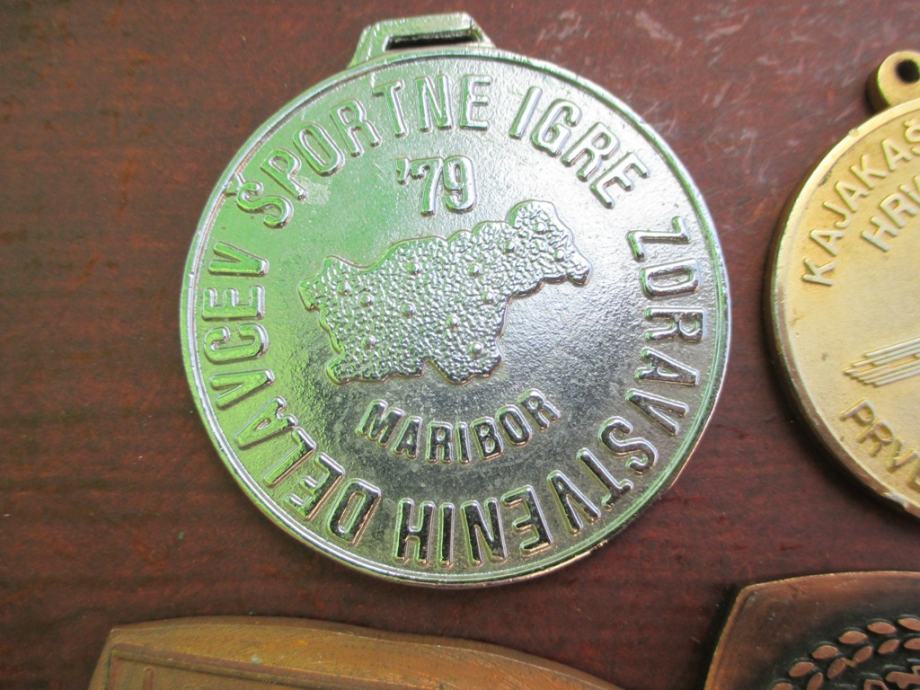 ŠPORTNE IGRE ZDRAVSTVENIH DELAVCEV
'79
MARIBOR